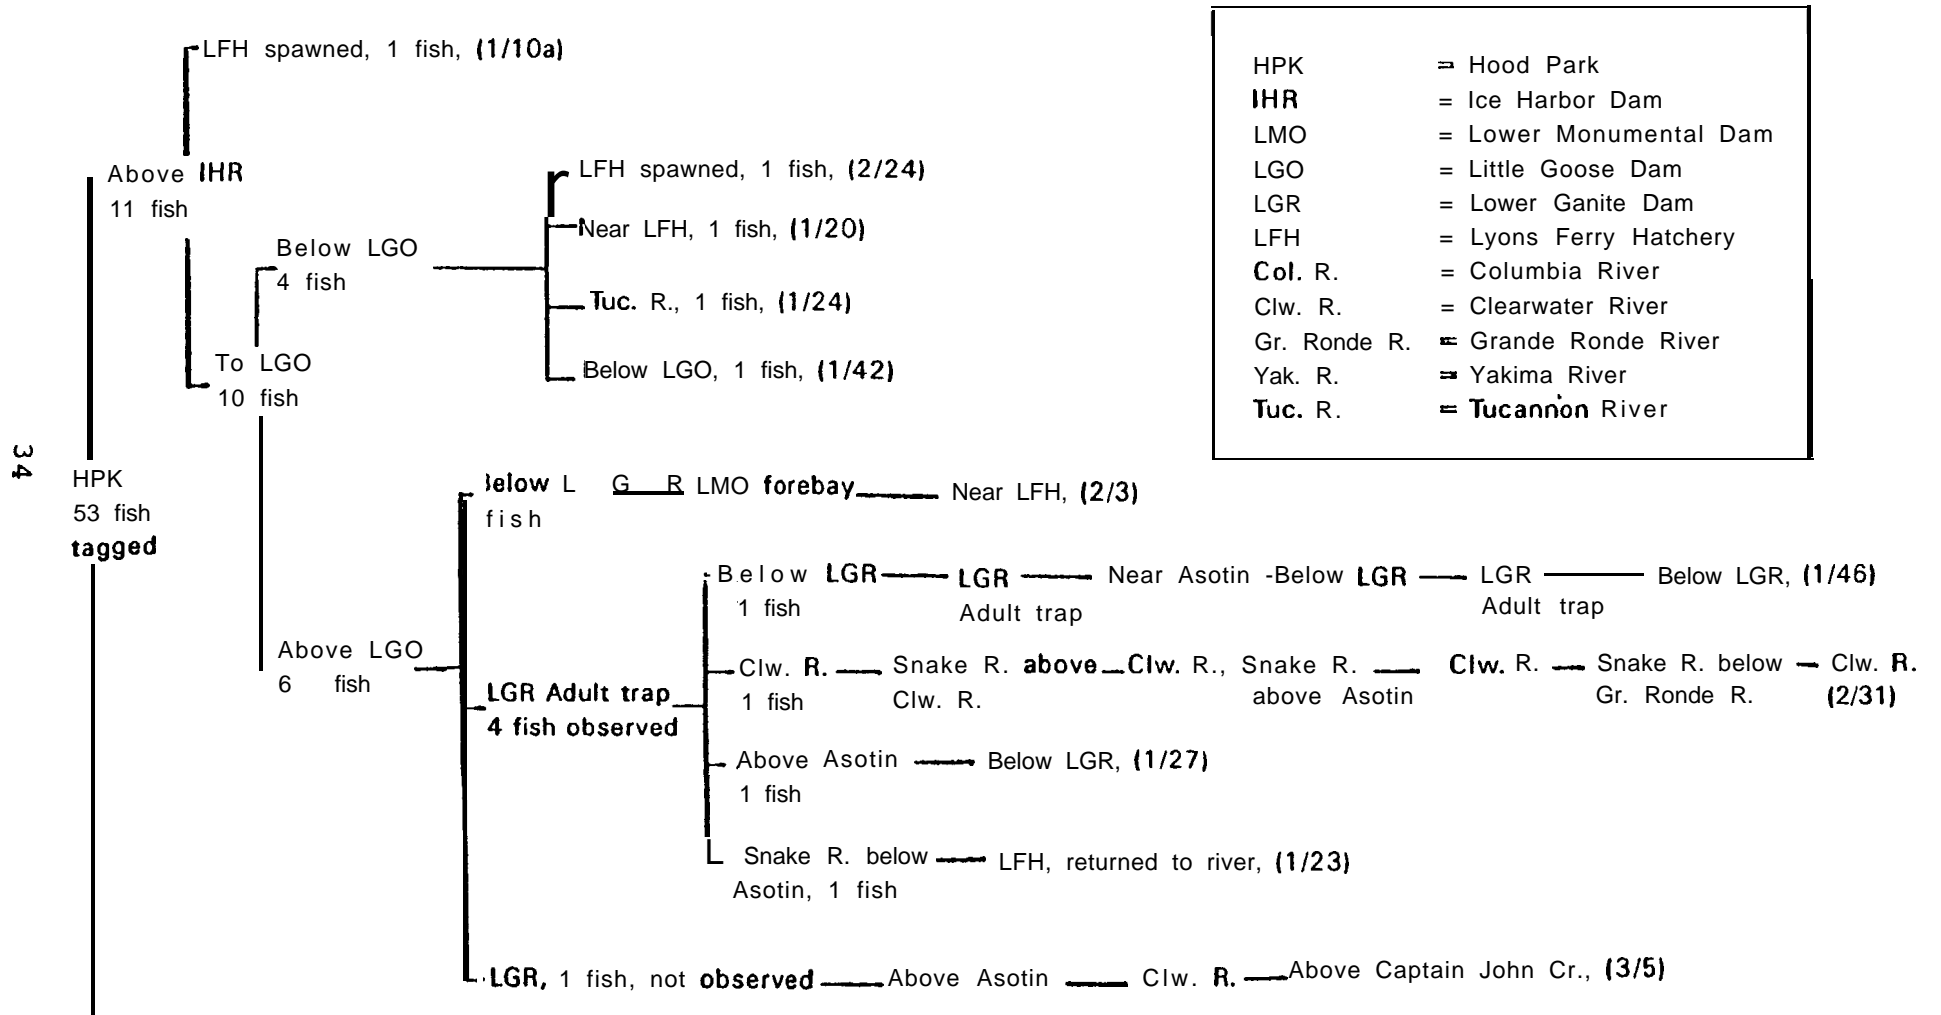 LFH spawned, 1 fish, (1/10a)
Above IHR
11 fish
LFH spawned, 1 fish, (2/24)
Near LFH, 1 fish, (1/20)
Below LGO
4 fish
Tuc. R., 1 fish, (1/24)
To LGO
10 fish
Below LGO, 1 fish, (1/42)
HPK = Hood Park
IHR = Ice Harbor Dam
LMO = Lower Monumental Dam
LGO = Little Goose Dam
LGR = Lower Ganite Dam
LFH = Lyons Ferry Hatchery
Col. R. = Columbia River
Clw. R. = Clearwater River
Gr. Ronde R. = Grande Ronde River
Yak. R. = Yakima River
Tuc. R. = Tucannon River
34
HPK
53 fish
tagged
elow L G R LMO forebay Near LFH, (2/3)
fish
Below LGR LGR Near Asotin -Below LGR LGR Below LGR, (1/46)
1 fish Adult trap Adult trap
Above LGO
6 fish
Clw. R. Snake R. above Clw. R., Snake R. Clw. R. Snake R. below Clw. R.
1 fish Clw. R. above Asotin Gr. Ronde R. (2/31)
LGR Adult trap
4 fish observed
Above Asotin Below LGR, (1/27)
1 fish
Snake R. below LFH, returned to river, (1/23)
Asotin, 1 fish
LGR, 1 fish, not observed Above Asotin Clw. R. Above Captain John Cr., (3/5)